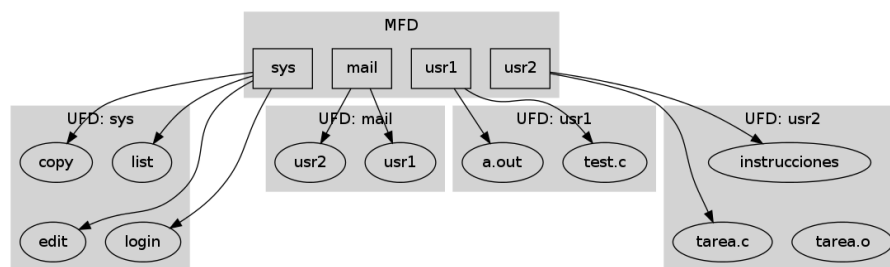 MFD
sys mail usr1 usr2
UFD: sys UFD: mail UFD: usr1 UFD: usr2
copy list usr2 usr1 a.out test.c instrucciones
edit login tarea.c tarea.o